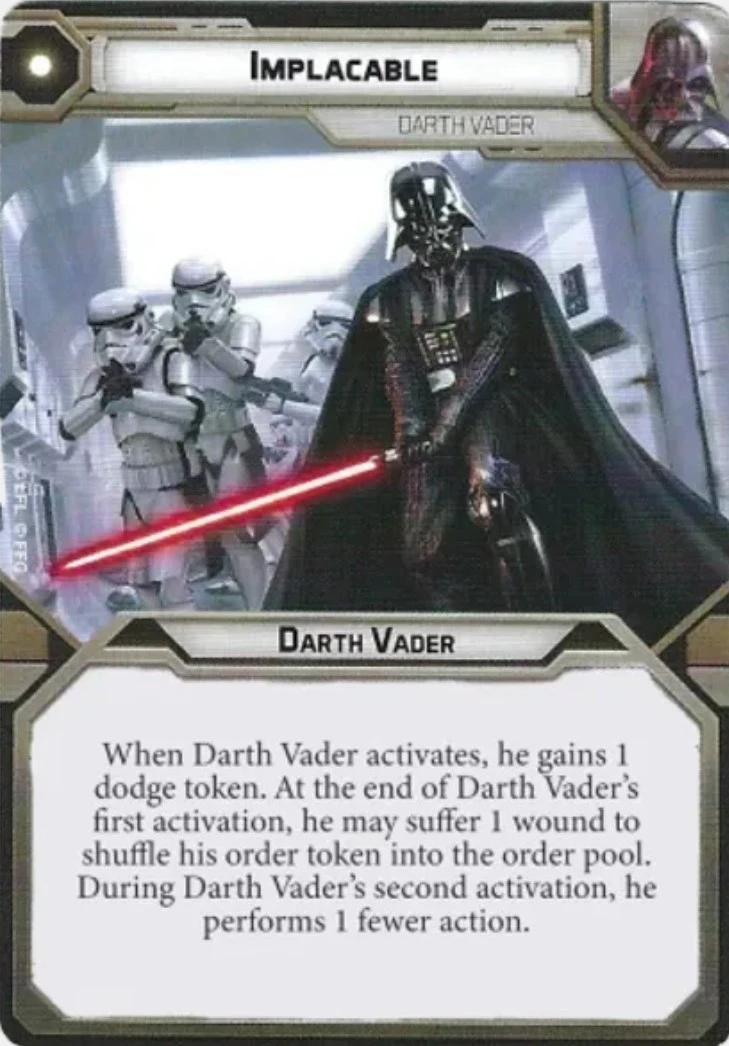 IMPLACABLE
DARTH VADER
DARTH VADER
When Darth Vader activates, he gains 1
dodge token. At the end of Darth Vader's
first activation, he may suffer 1 wound to
shuffle his order token into the order pool.
During Darth Vader's second activation, he
performs 1 fewer action.